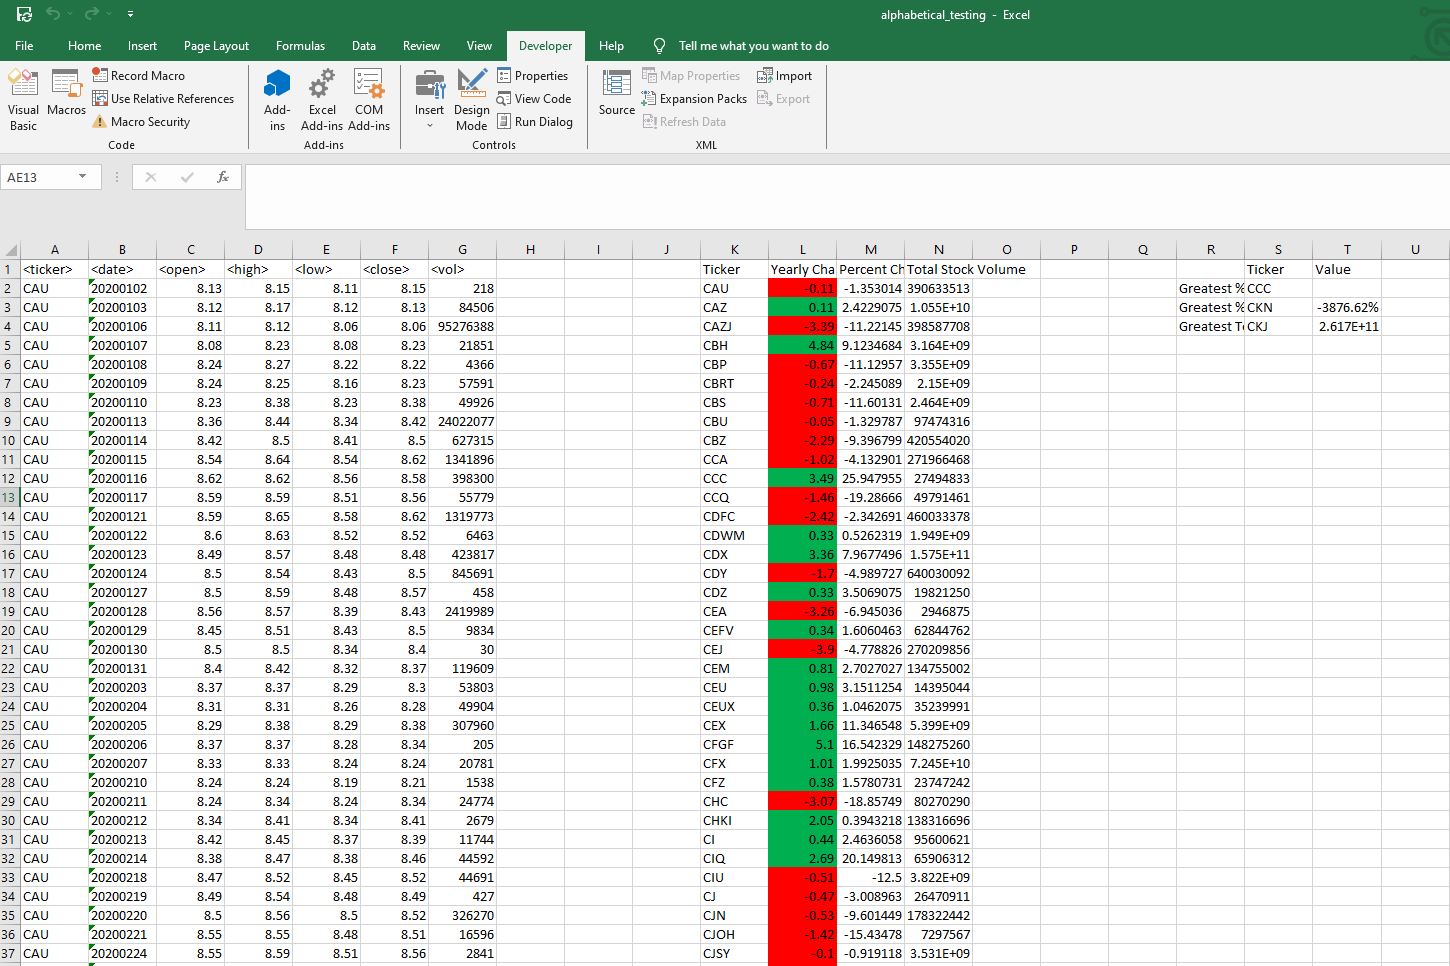 alphabetical_testing - Excel
File Home Insert Page Layout Formulas Data Review View Developer Help Tell me what you want to do
Visual Basic
Macros
Record Macro
Use Relative References
Macro Security
Code
Add-ins
Excel Add-ins
COM Add-ins
Add-ins
Insert
Design Mode
Properties
View Code
Run Dialog
Controls
Source
Map Properties
Expansion Packs
Refresh Data
Import
Export
XML
AE13 fx
A B C D E F G H I J K L M N O P Q R S T U
1 <ticker> <date> <open> <high> <low> <close> <vol> Ticker Yearly Cha Percent Ch Total Stock Volume Ticker Value
2 CAU 20200102 8.13 8.15 8.11 8.15 218 CAU -0.11 -1.353014 390633513 Greatest % CCC
3 CAU 20200103 8.12 8.17 8.12 8.13 84506 CAZ 0.11 2.4229075 1.055E+10 Greatest % CKN -3876.62%
4 CAU 20200106 8.11 8.12 8.06 8.06 95276388 CAZJ -3.39 -11.22145 398587708 Greatest To CKJ 2.617E+11
5 CAU 20200107 8.08 8.23 8.08 8.23 21851 CBH 4.84 9.1234684 3.164E+09
6 CAU 20200108 8.24 8.27 8.22 8.22 4366 CBP -0.67 -11.12957 3.355E+09
7 CAU 20200109 8.24 8.25 8.16 8.23 57591 CBRT -0.24 -2.245089 2.15E+09
8 CAU 20200110 8.23 8.38 8.23 8.38 49926 CBS -0.71 -11.60131 2.464E+09
9 CAU 20200113 8.36 8.44 8.34 8.42 24022077 CBU -0.05 -1.329787 97474316
10 CAU 20200114 8.42 8.5 8.41 8.5 627315 CBZ -2.29 -9.396799 420554020
11 CAU 20200115 8.54 8.64 8.54 8.62 1341896 CCA -1.02 -4.132901 271966468
12 CAU 20200116 8.62 8.62 8.56 8.58 398300 CCC 3.49 25.947955 27494833
13 CAU 20200117 8.59 8.59 8.51 8.56 55779 CCQ -1.46 -19.28666 49791461
14 CAU 20200121 8.59 8.65 8.58 8.62 1319773 CDFC -2.42 -2.342691 460033378
15 CAU 20200122 8.6 8.63 8.52 8.52 6463 CDWM 0.33 0.5262319 1.949E+09
16 CAU 20200123 8.49 8.57 8.48 8.48 423817 CDX 3.36 7.9677496 1.575E+11
17 CAU 20200124 8.5 8.54 8.43 8.5 845691 CDY -1.7 -4.989727 640030092
18 CAU 20200127 8.5 8.59 8.48 8.57 458 CDZ 0.33 3.5069075 19821250
19 CAU 20200128 8.56 8.57 8.39 8.43 2419989 CEA -3.26 -6.945036 2946875
20 CAU 20200129 8.45 8.51 8.43 8.5 9834 CEFV 0.34 1.6060463 62844762
21 CAU 20200130 8.5 8.5 8.34 8.4 30 CEJ -3.9 -4.778826 270209856
22 CAU 20200131 8.4 8.42 8.32 8.37 119609 CEM 0.81 2.7027027 134755002
23 CAU 20200203 8.37 8.37 8.29 8.3 53803 CEU 0.98 3.1511254 14395044
24 CAU 20200204 8.31 8.31 8.26 8.28 49904 CEUX 0.36 1.0462075 35239991
25 CAU 20200205 8.29 8.38 8.29 8.38 307960 CEX 1.66 11.346548 5.399E+09
26 CAU 20200206 8.37 8.37 8.28 8.34 205 CFGF 5.1 16.542329 148275260
27 CAU 20200207 8.33 8.33 8.24 8.24 20781 CFX 1.01 1.9925035 7.245E+10
28 CAU 20200210 8.24 8.24 8.19 8.21 1538 CFZ 0.38 1.5780731 23747242
29 CAU 20200211 8.24 8.34 8.24 8.34 24774 CHC -3.07 -18.85749 80270290
30 CAU 20200212 8.34 8.41 8.34 8.41 2679 CHKI 2.05 0.3943218 138316696
31 CAU 20200213 8.42 8.45 8.37 8.39 11744 CI 0.44 2.4636058 95600621
32 CAU 20200214 8.38 8.47 8.38 8.46 44592 CIQ 2.69 20.149813 65906312
33 CAU 20200218 8.47 8.52 8.45 8.52 44691 CIU -0.51 -12.5 3.822E+09
34 CAU 20200219 8.49 8.54 8.48 8.49 427 CJ -0.47 -3.008963 26470911
35 CAU 20200220 8.5 8.56 8.5 8.52 326270 CJN -0.53 -9.601449 178322442
36 CAU 20200221 8.55 8.55 8.48 8.51 16596 CJOH -1.42 -15.43478 7297567
37 CAU 20200224 8.55 8.59 8.51 8.56 2841 CJSY -0.1 -0.919118 3.531E+09